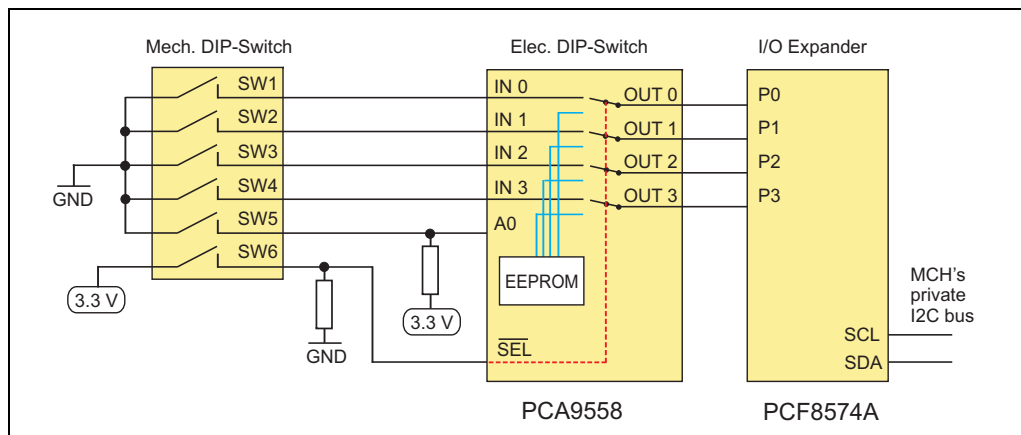 Mech. DIP-Switch
Elec. DIP-Switch
I/O Expander
SW1
SW2
SW3
SW4
SW5
SW6
GND
3.3 V
GND
3.3 V
IN 0
IN 1
IN 2
IN 3
A0
EEPROM
SEL
OUT 0
OUT 1
OUT 2
OUT 3
P0
P1
P2
P3
MCH's
private
I2C bus
SCL
SDA
PCA9558
PCF8574A